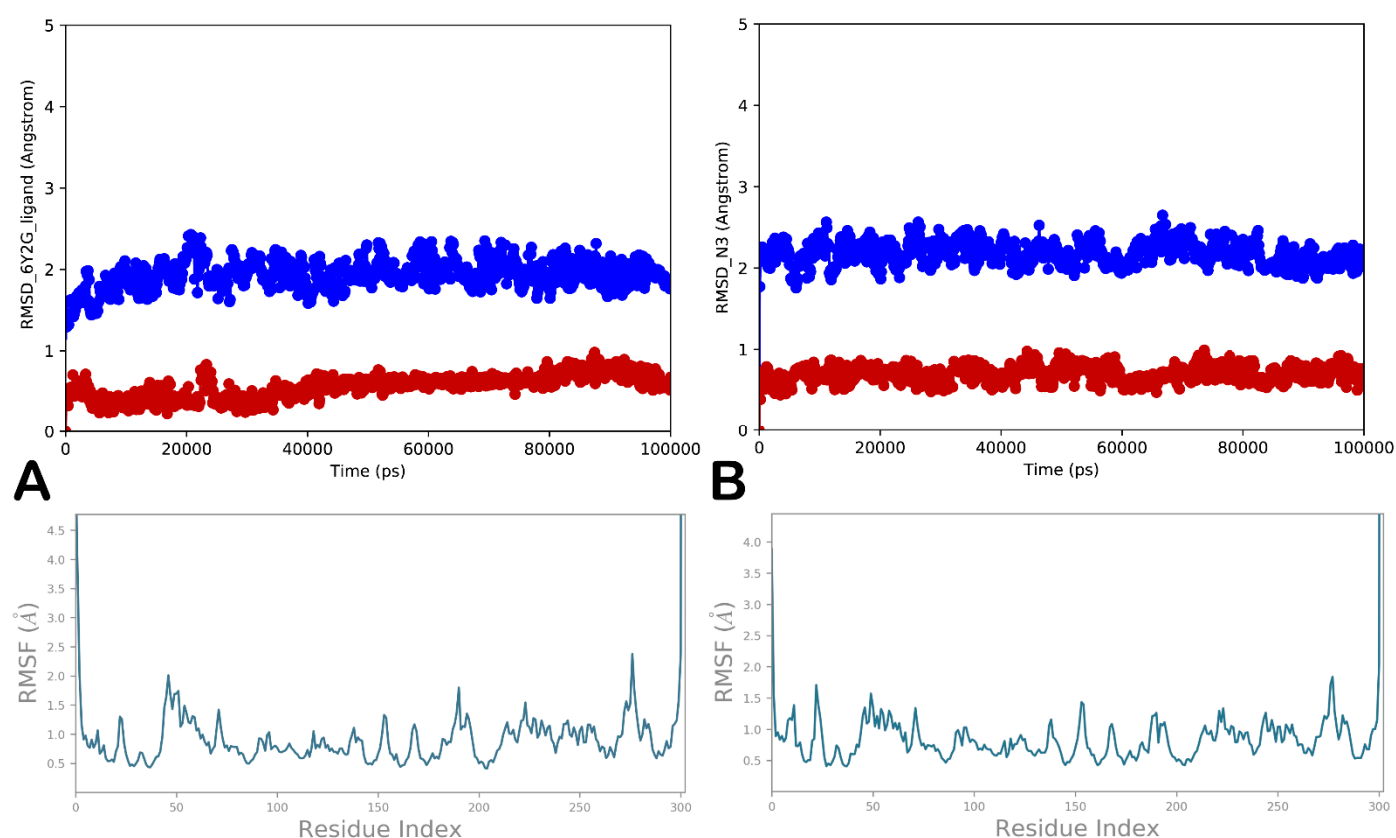 5
4
3
2
1
0
RMSD_6Y2G_ligand (Angstrom)
0 20000 40000 60000 80000 100000
Time (ps)
5
4
3
2
1
0
RMSD_N3 (Angstrom)
0 20000 40000 60000 80000 100000
Time (ps)
A
B
4.5
4.0
3.5
3.0
2.5
2.0
1.5
1.0
0.5
RMSF (Å)
0 50 100 150 200 250 300
Residue Index
4.0
3.5
3.0
2.5
2.0
1.5
1.0
0.5
RMSF (Å)
0 50 100 150 200 250 300
Residue Index